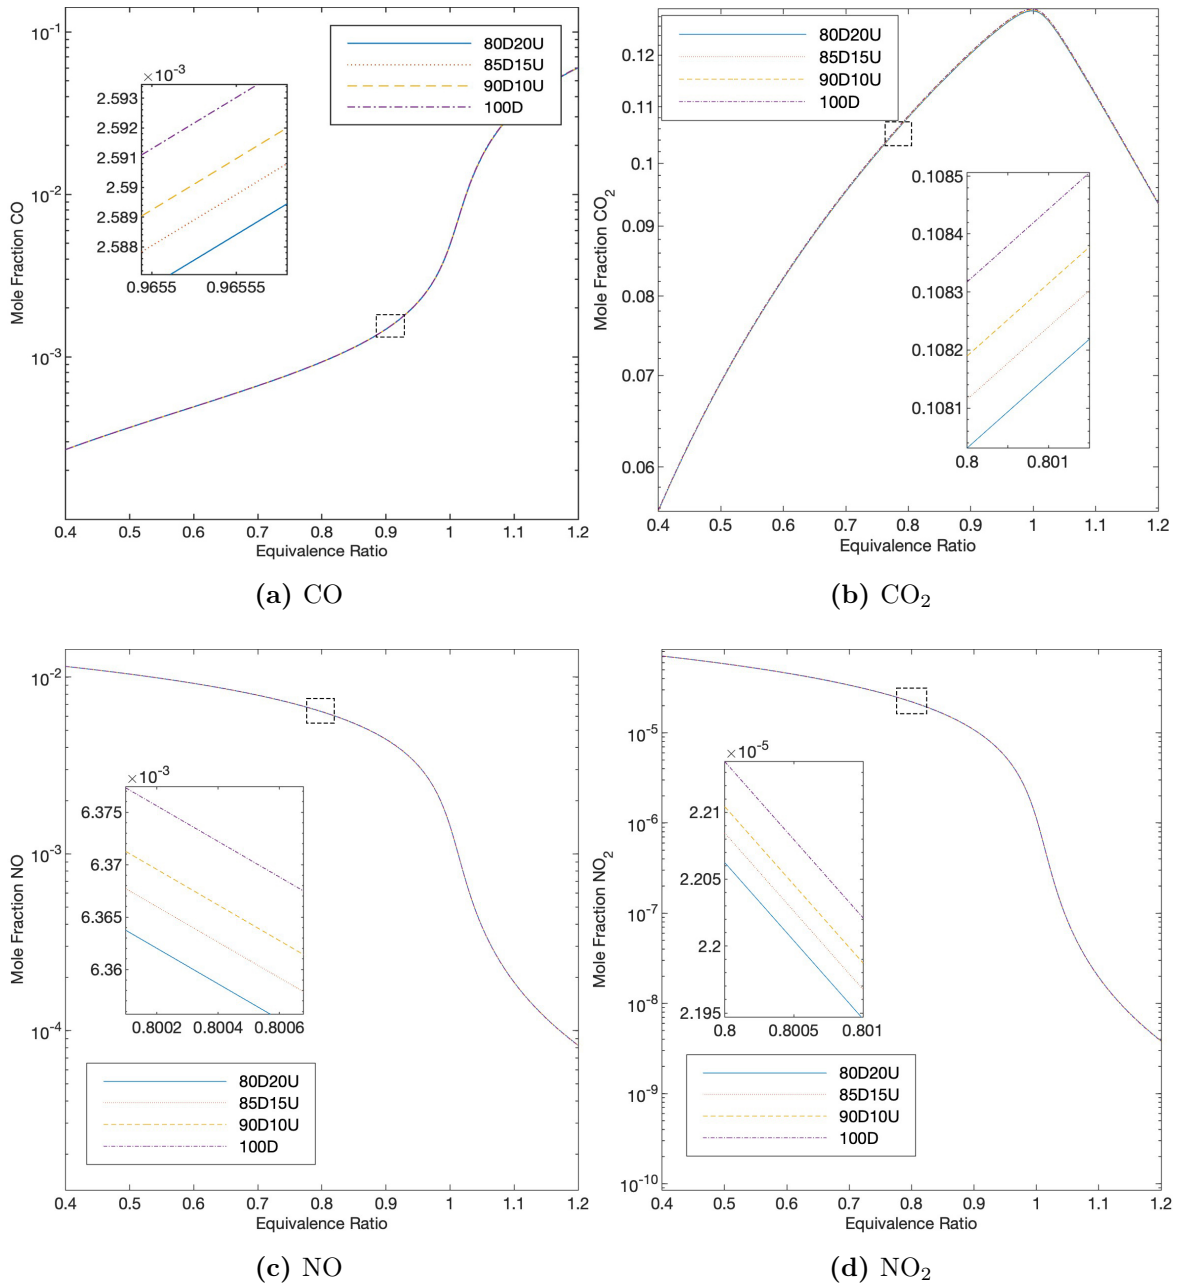 10^-1
10^-2
10^-3
Mole Fraction CO
80D20U
85D15U
90D10U
100D
×10^-3
2.593
2.592
2.591
2.59
2.589
2.588
0.9655 0.96555
0.4 0.5 0.6 0.7 0.8 0.9 1 1.1 1.2
Equivalence Ratio
(a) CO
0.12
0.11
0.1
0.09
0.08
0.07
0.06
Mole Fraction CO₂
80D20U
85D15U
90D10U
100D
0.1085
0.1084
0.1083
0.1082
0.1081
0.8 0.801
0.4 0.5 0.6 0.7 0.8 0.9 1 1.1 1.2
Equivalence Ratio
(b) CO₂
10^-2
10^-3
10^-4
Mole Fraction NO
×10^-3
6.375
6.37
6.365
6.36
0.8002 0.8004 0.8006
80D20U
85D15U
90D10U
100D
0.4 0.5 0.6 0.7 0.8 0.9 1 1.1 1.2
Equivalence Ratio
(c) NO
10^-5
10^-6
10^-7
10^-8
10^-9
10^-10
Mole Fraction NO₂
×10^-5
2.21
2.205
2.2
2.195
0.8 0.8005 0.801
80D20U
85D15U
90D10U
100D
0.4 0.5 0.6 0.7 0.8 0.9 1 1.1 1.2
Equivalence Ratio
(d) NO₂